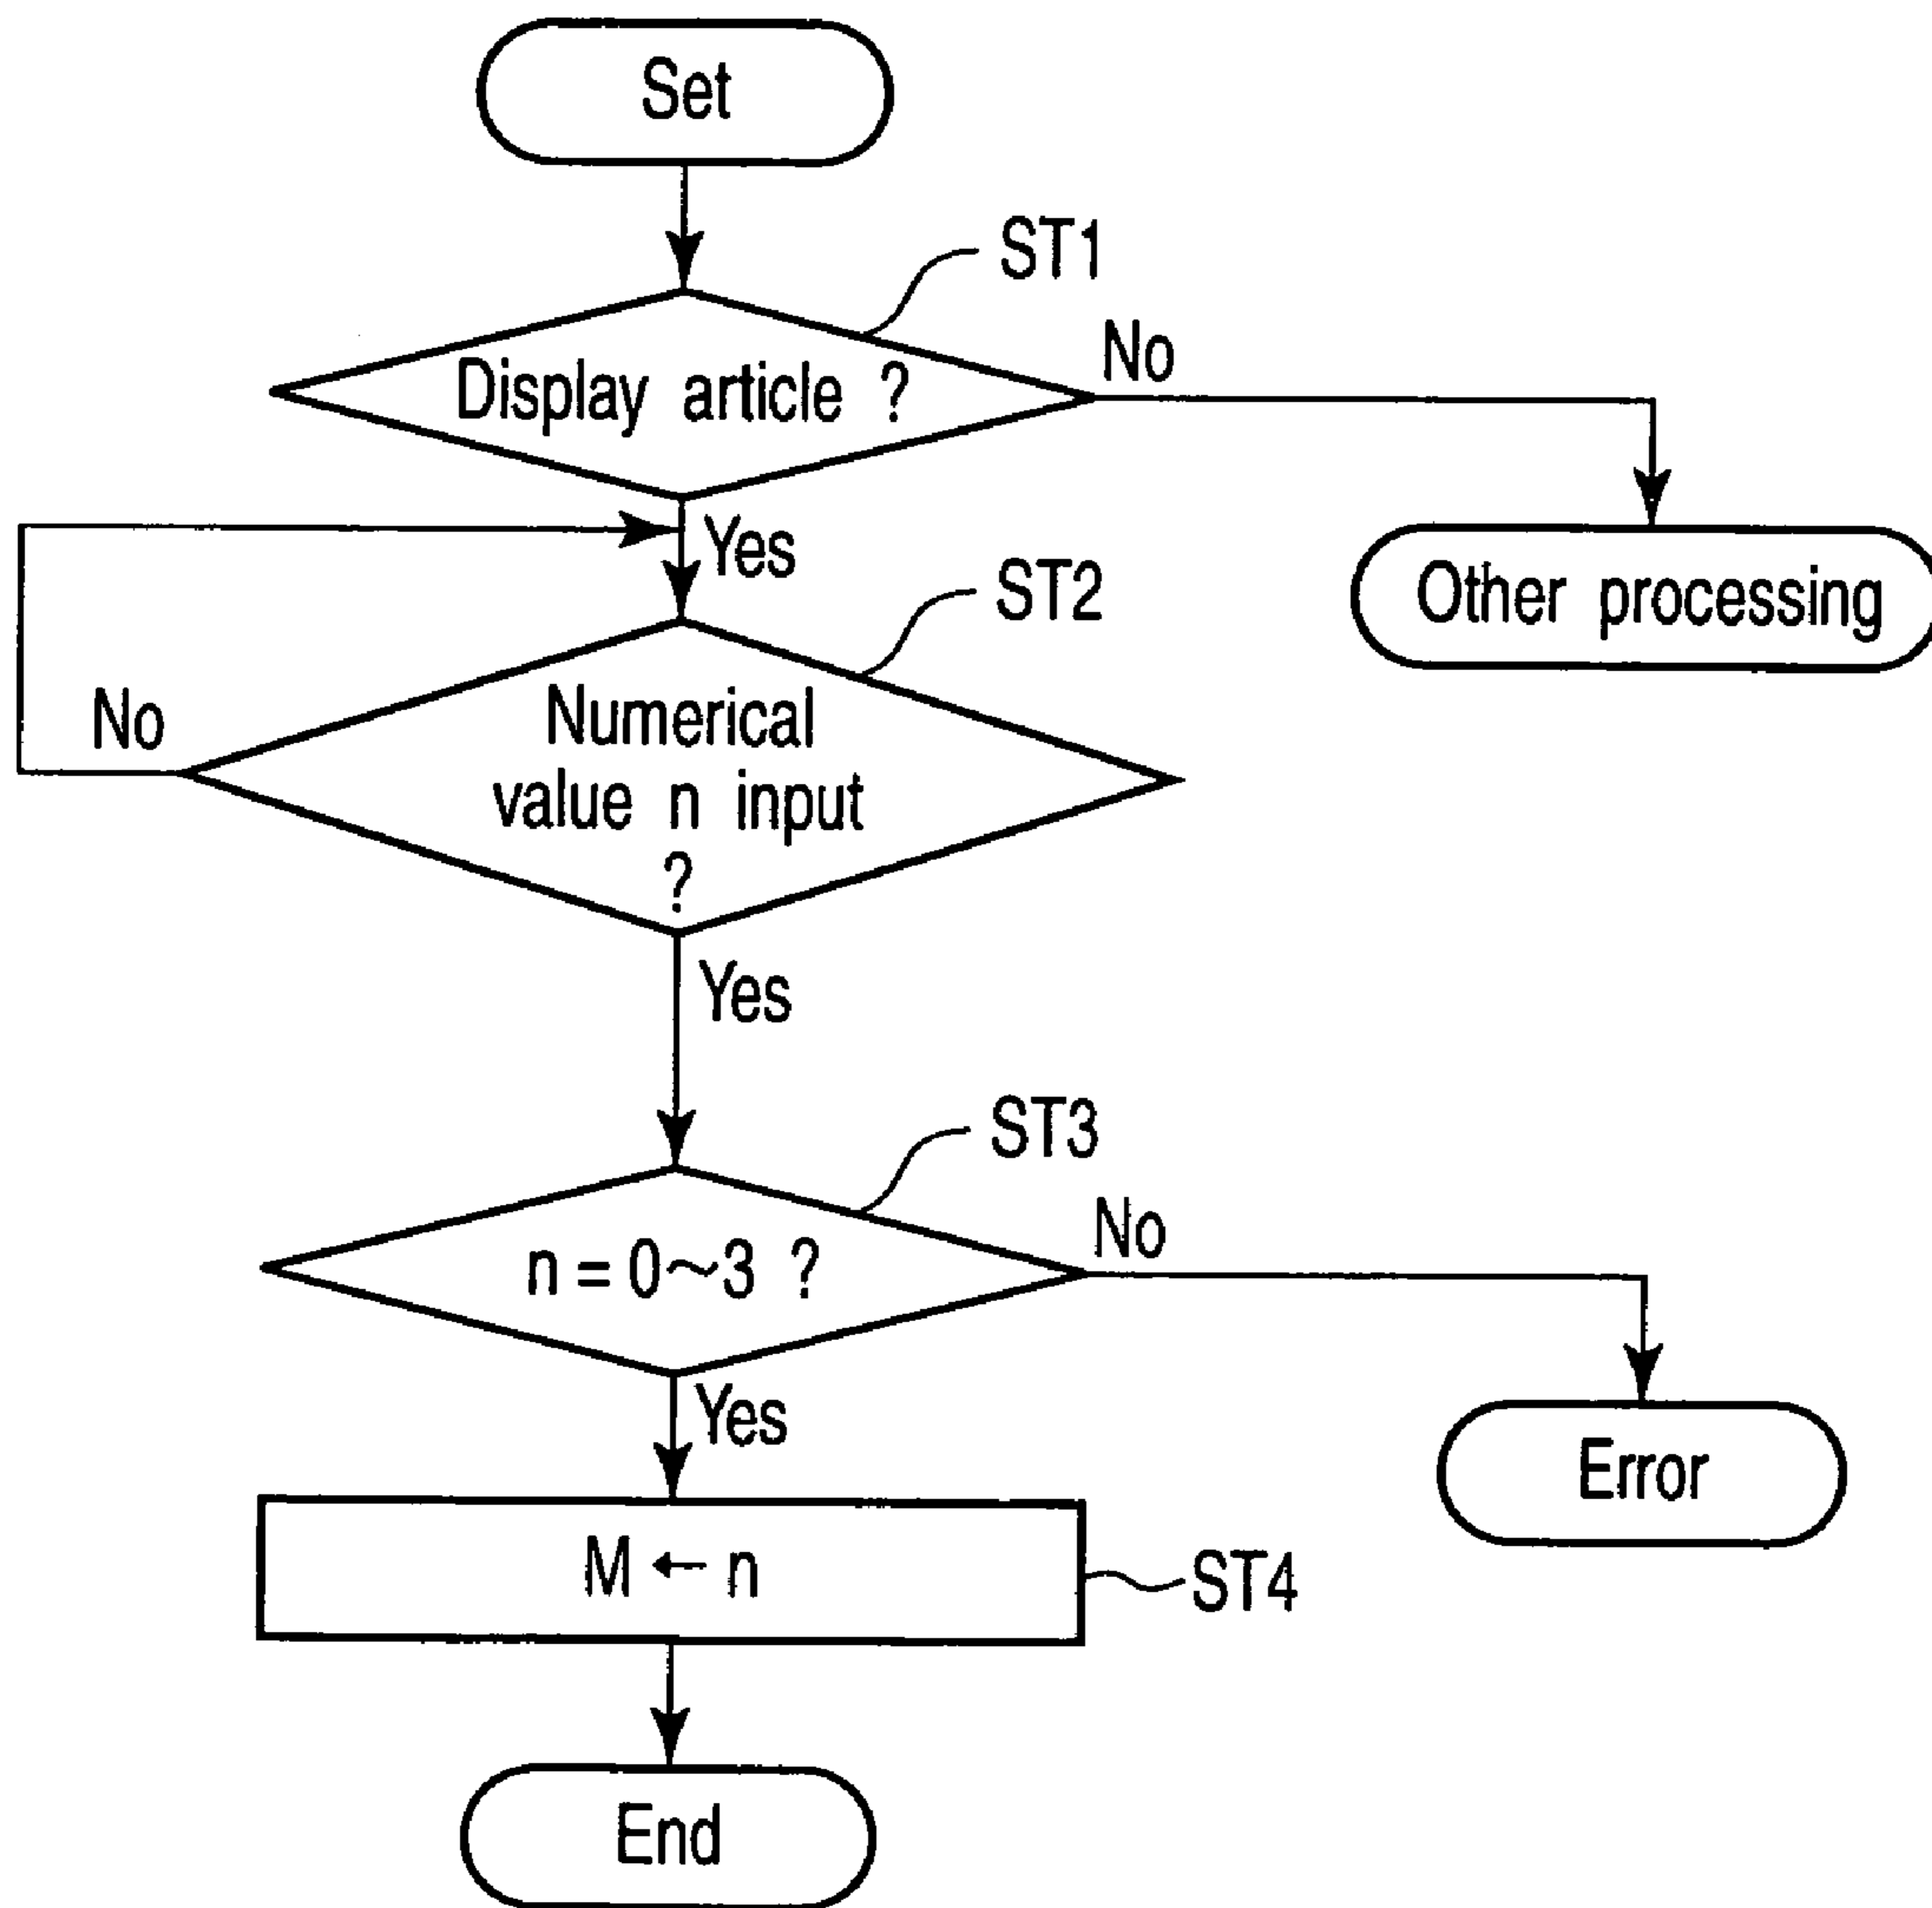 Set
ST1
Display article ?
No
Yes
Other processing
ST2
No
Numerical
value n input
?
Yes
ST3
No
n = 0～3 ?
Yes
Error
M ← n
ST4
End